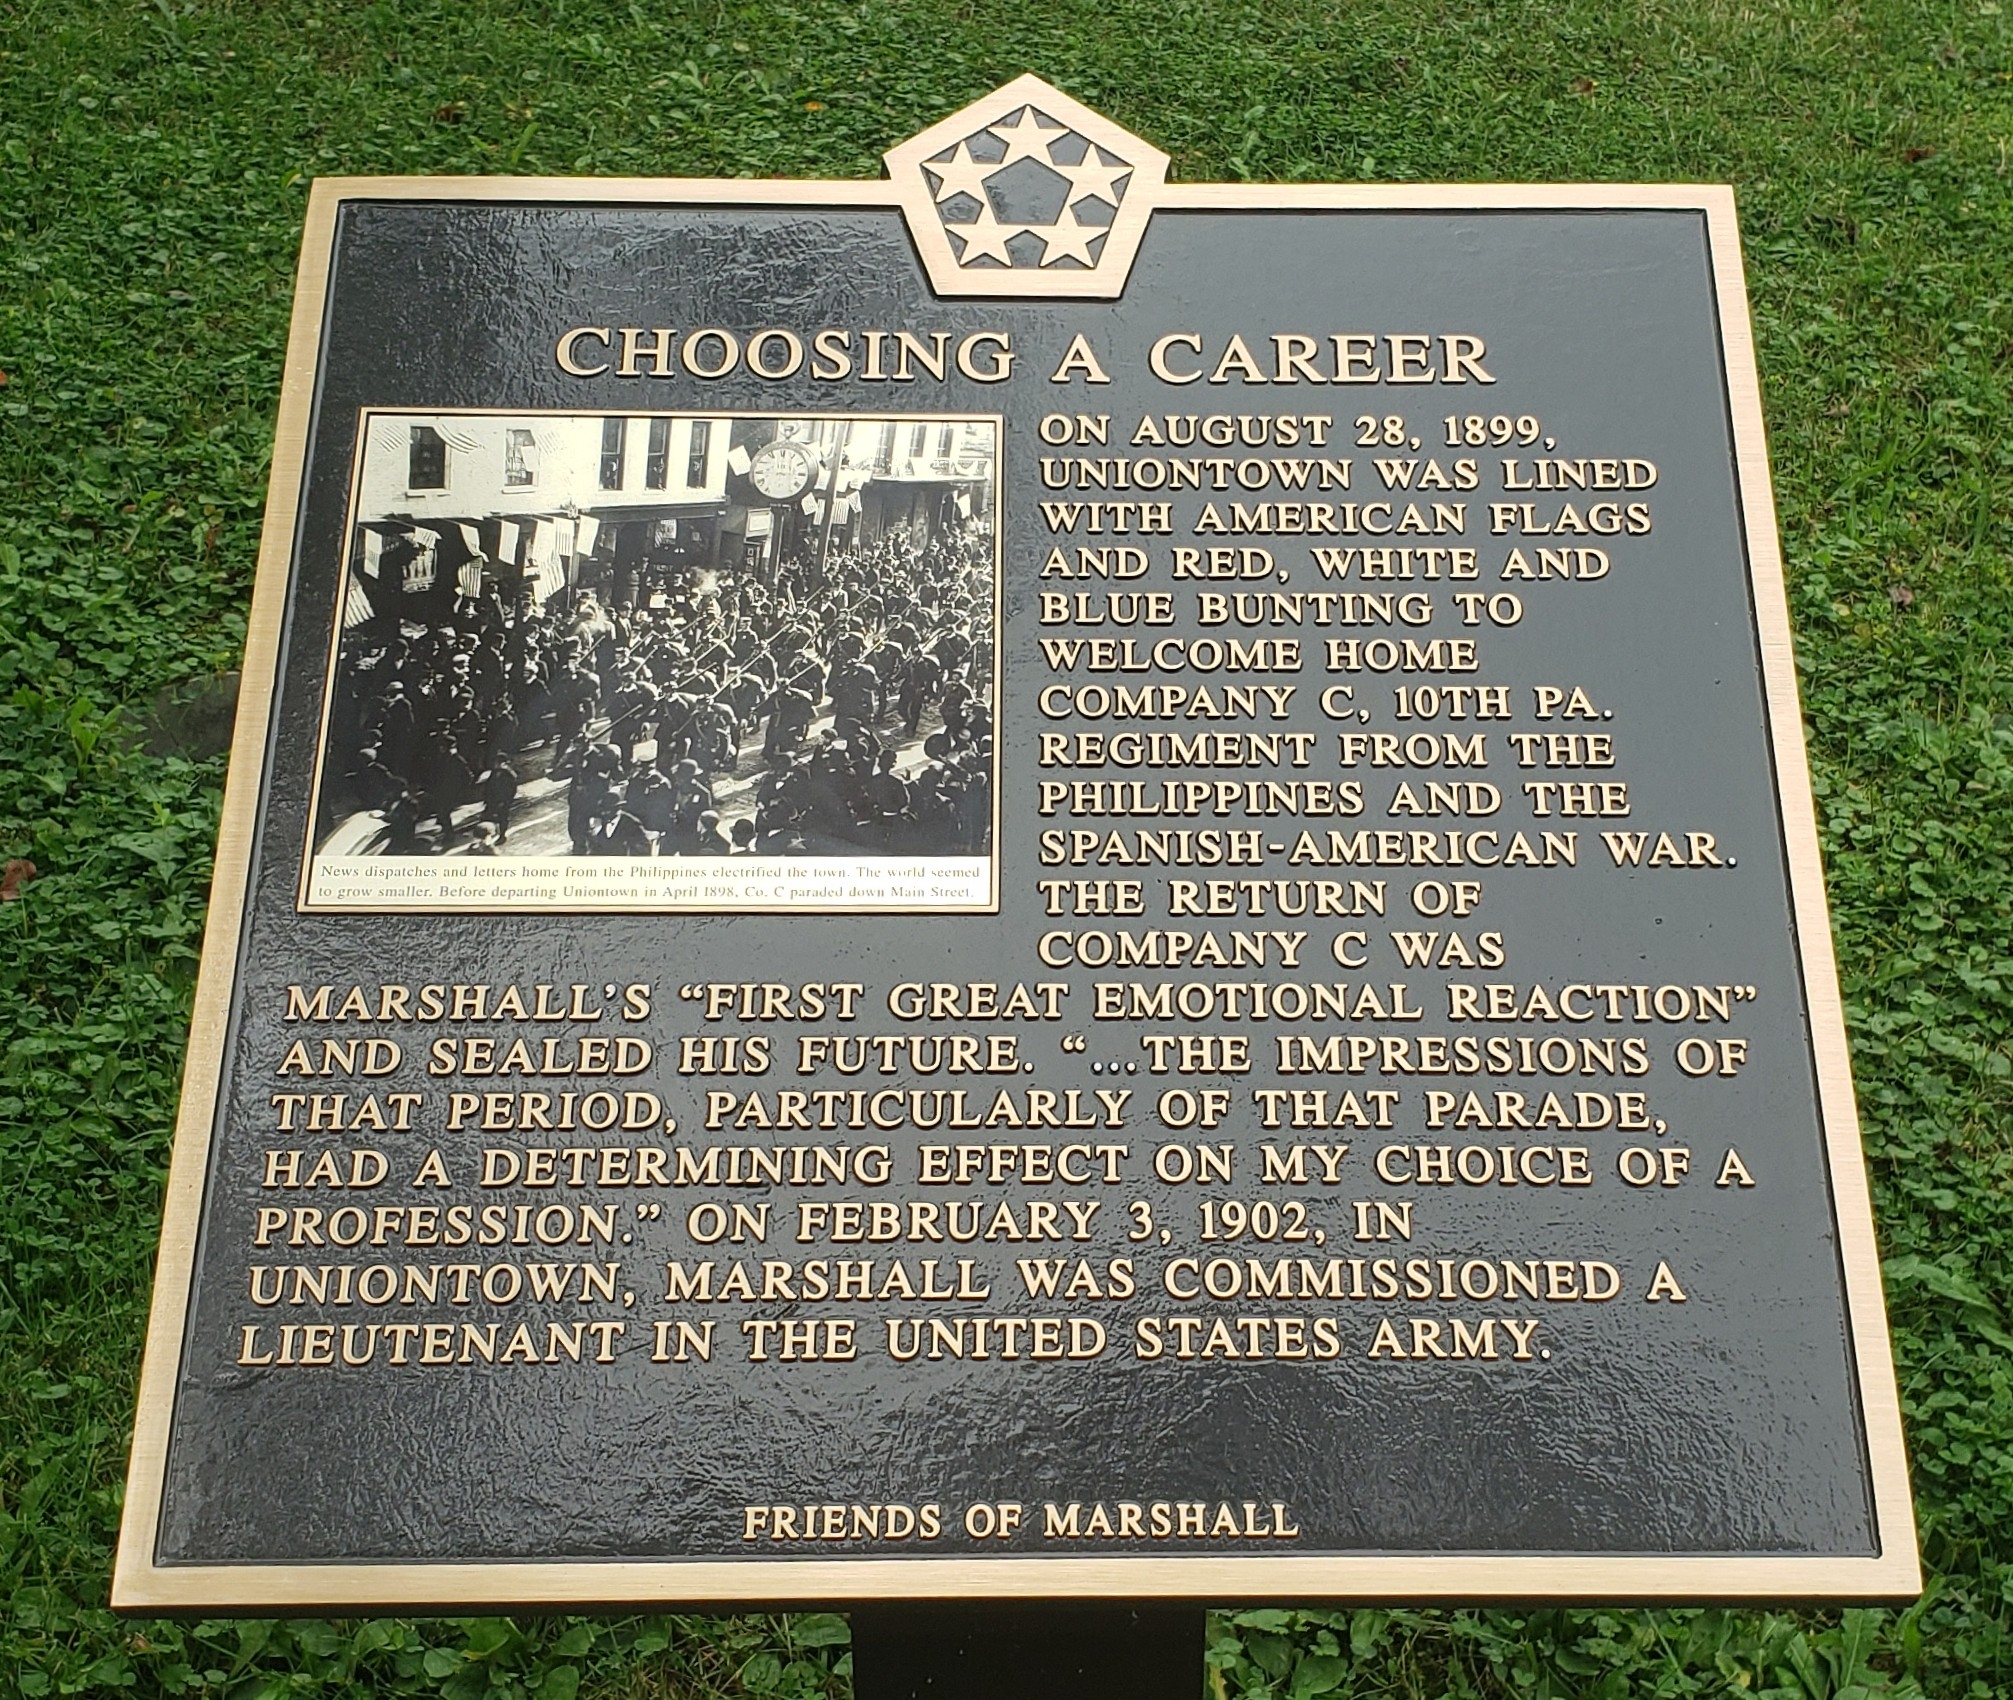 CHOOSING A CAREER
ON AUGUST 28, 1899,
UNIONTOWN WAS LINED
WITH AMERICAN FLAGS
AND RED, WHITE AND
BLUE BUNTING TO
WELCOME HOME
COMPANY C, 10TH PA.
REGIMENT FROM THE
PHILIPPINES AND THE
SPANISH-AMERICAN WAR.
THE RETURN OF
COMPANY C WAS
MARSHALL'S “FIRST GREAT EMOTIONAL REACTION”
AND SEALED HIS FUTURE. “...THE IMPRESSIONS OF
THAT PERIOD, PARTICULARLY OF THAT PARADE,
HAD A DETERMINING EFFECT ON MY CHOICE OF A
PROFESSION.” ON FEBRUARY 3, 1902, IN
UNIONTOWN, MARSHALL WAS COMMISSIONED A
LIEUTENANT IN THE UNITED STATES ARMY.
News dispatches and letters home from the Philippines electrified the town. The world seemed
to grow smaller. Before departing Uniontown in April 1898, Co. C paraded down Main Street.
FRIENDS OF MARSHALL